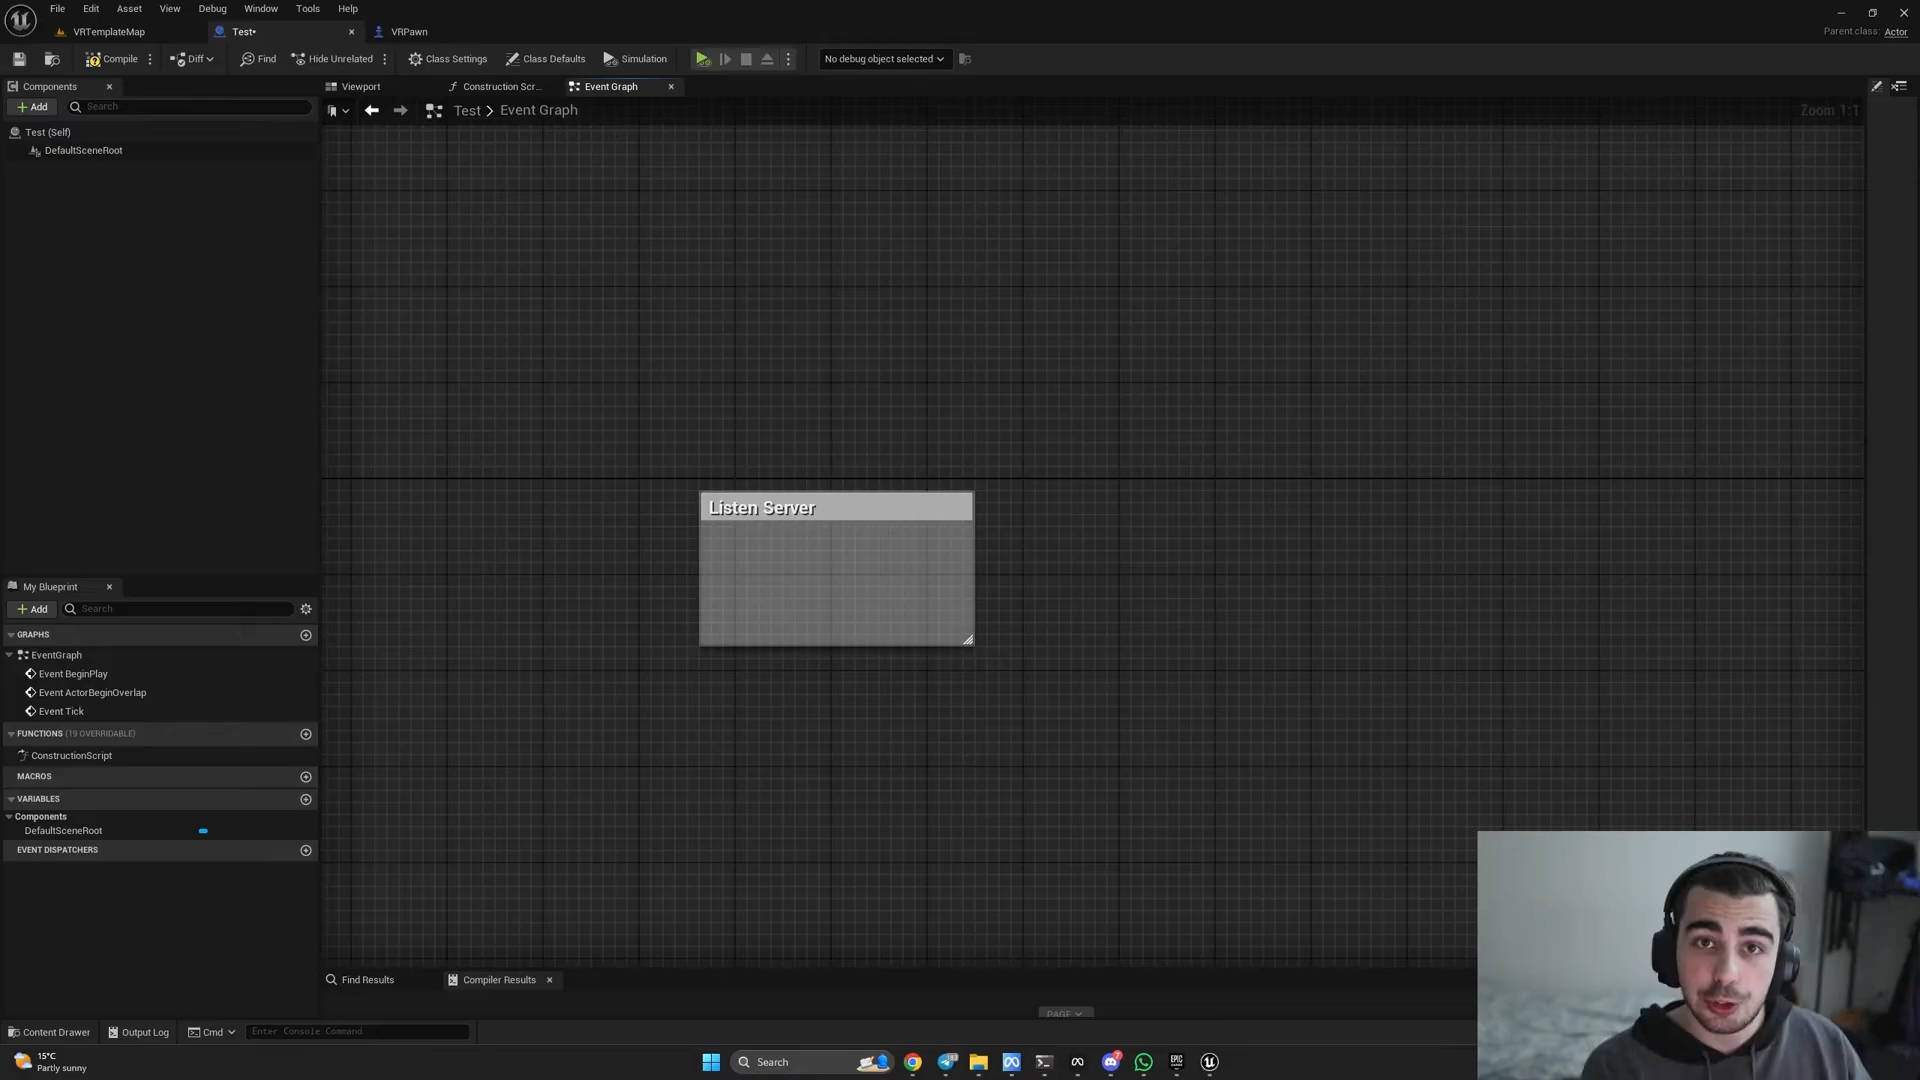 File Edit Asset View Debug Window Tools Help
VRTemplateMap Test• VRPawn
Parent class: Actor
Compile Diff Find Hide Unrelated Class Settings Class Defaults Simulation No debug object selected
Components Viewport Construction Scr... Event Graph
Add Search
Test > Event Graph
Zoom 1:1
Test (Self)
DefaultSceneRoot
Listen Server
My Blueprint
Add Search
GRAPHS
EventGraph
Event BeginPlay
Event ActorBeginOverlap
Event Tick
FUNCTIONS (19 OVERRIDABLE)
ConstructionScript
MACROS
VARIABLES
Components
DefaultSceneRoot
EVENT DISPATCHERS
Find Results Compiler Results
PAGE
Content Drawer Output Log Cmd Enter Console Command
15°C
Partly sunny
Search
EPIC
GAMES